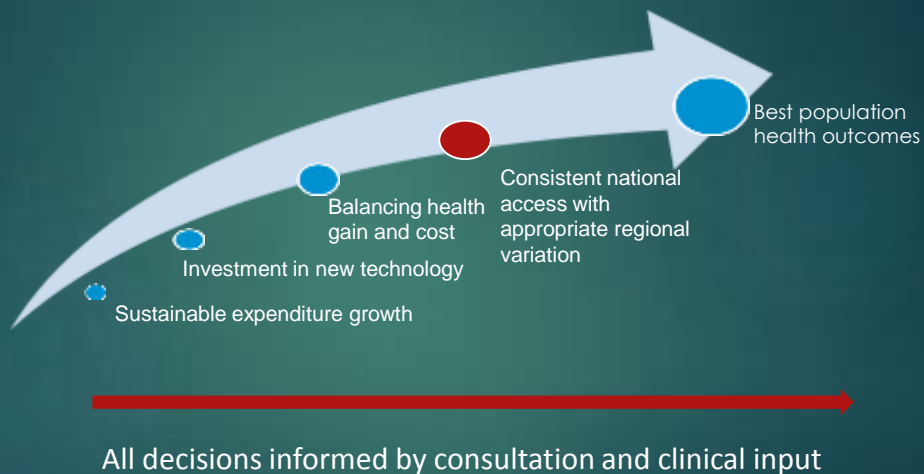 Best population
health outcomes
Consistent national
access with
appropriate regional
variation
Balancing health
gain and cost
Investment in new technology
Sustainable expenditure growth
All decisions informed by consultation and clinical input